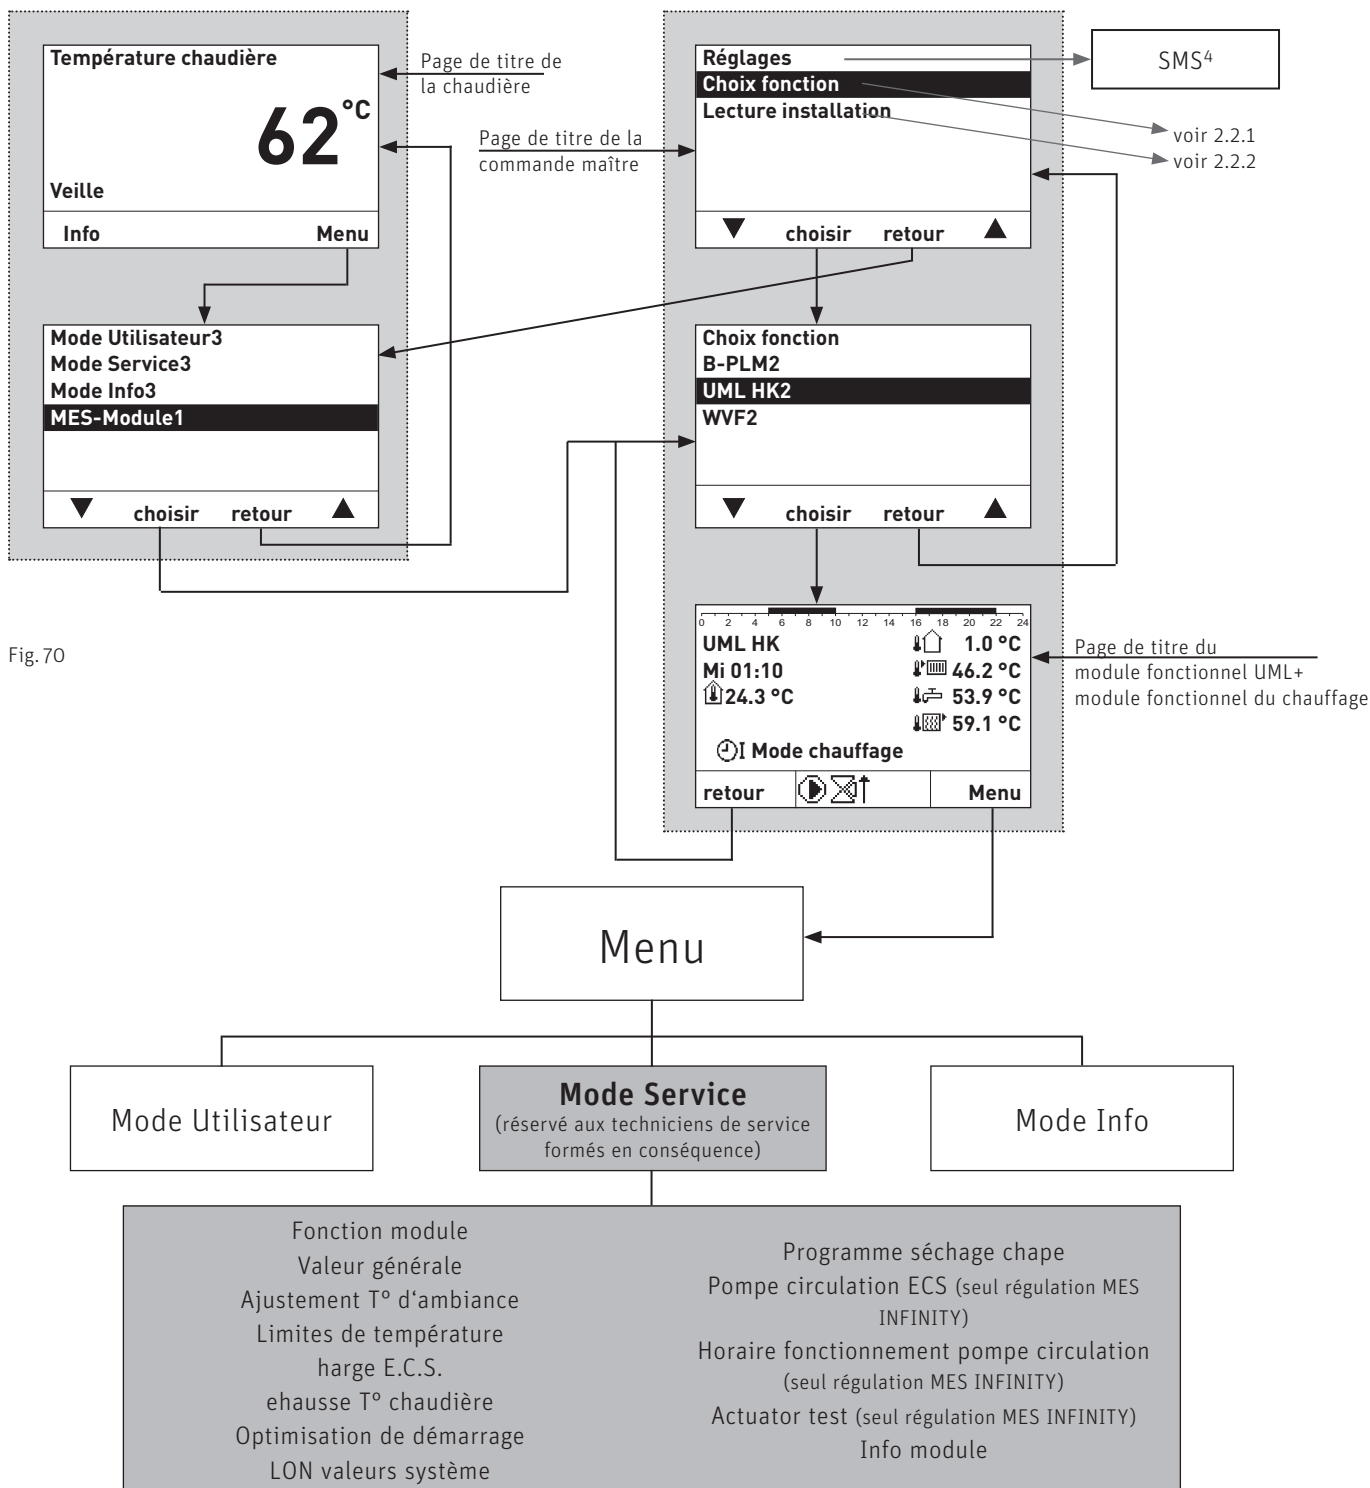 Température chaudière
62 °C
Veille
Info Menu
Page de titre de
la chaudière
Mode Utilisateur3
Mode Service3
Mode Info3
MES-Module1
choisir retour
Réglages
Choix fonction
Lecture installation
choisir retour
SMS⁴
voir 2.2.1
voir 2.2.2
Page de titre de la
commande maître
Choix fonction
B-PLM2
UML HK2
WVF2
choisir retour
0 2 4 6 8 10 12 14 16 18 20 22 24
UML HK 1.0 °C
Mi 01:10 46.2 °C
24.3 °C 53.9 °C
59.1 °C
I Mode chauffage
retour Menu
Page de titre du
module fonctionnel UML+
module fonctionnel du chauffage
Fig. 70
Menu
Mode Utilisateur
Mode Service
(réservé aux techniciens de service
formés en conséquence)
Mode Info
Fonction module
Valeur générale
Ajustement T° d‘ambiance
Limites de température
harge E.C.S.
ehausse T° chaudière
Optimisation de démarrage
LON valeurs système
Programme séchage chape
Pompe circulation ECS (seul régulation MES
INFINITY)
Horaire fonctionnement pompe circulation
(seul régulation MES INFINITY)
Actuator test (seul régulation MES INFINITY)
Info module